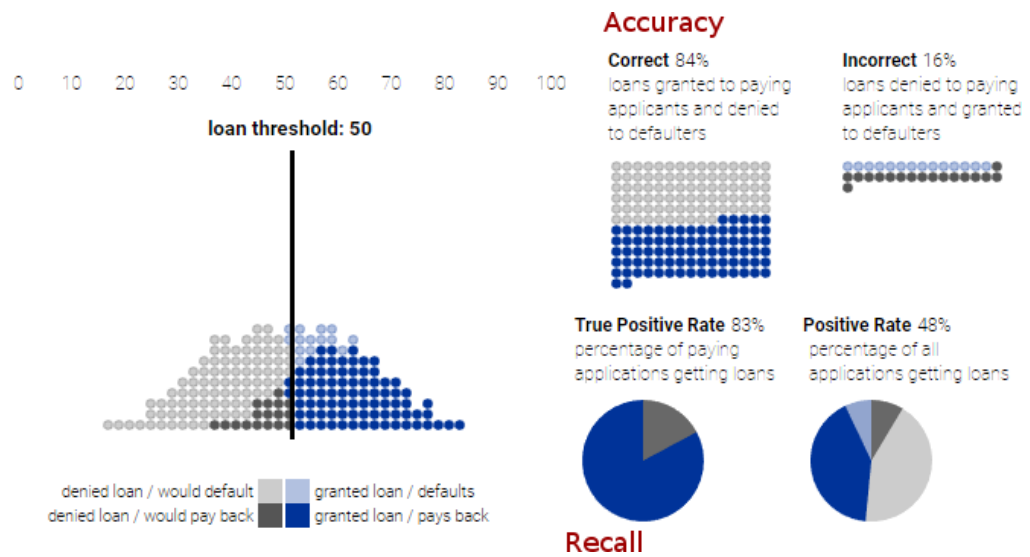 Accuracy
0 10 20 30 40 50 60 70 80 90 100
loan threshold: 50
Correct 84%
loans granted to paying
applicants and denied
to defaulters
Incorrect 16%
loans denied to paying
applicants and granted
to defaulters
True Positive Rate 83%
percentage of paying
applications getting loans
Positive Rate 48%
percentage of all
applications getting loans
denied loan / would default
granted loan / defaults
denied loan / would pay back
granted loan / pays back
Recall